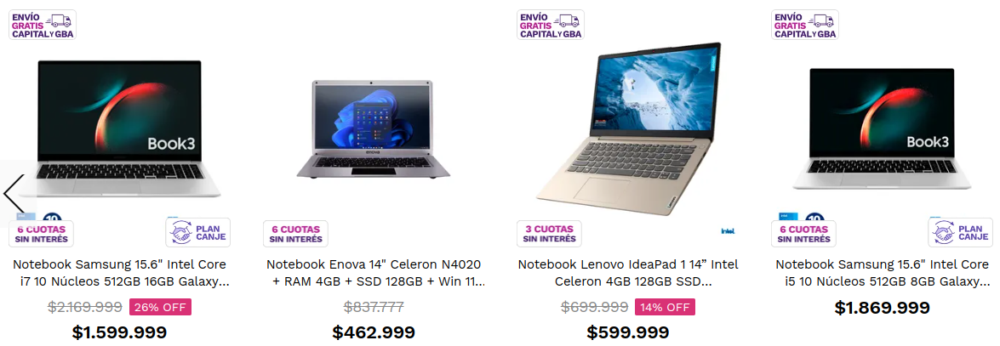 ENVÍO
GRATIS
CAPITAL Y GBA
Book3
6 CUOTAS
SIN INTERÉS
PLAN
CANJE
Notebook Samsung 15.6" Intel Core
i7 10 Núcleos 512GB 16GB Galaxy...
$2.169.999 26% OFF
$1.599.999
enova
6 CUOTAS
SIN INTERÉS
Notebook Enova 14" Celeron N4020
+ RAM 4GB + SSD 128GB + Win 11...
$837.777
$462.999
ENVÍO
GRATIS
CAPITAL Y GBA
Lenovo
3 CUOTAS
SIN INTERÉS
intel
Notebook Lenovo IdeaPad 1 14” Intel
Celeron 4GB 128GB SSD...
$699.999 14% OFF
$599.999
ENVÍO
GRATIS
CAPITAL Y GBA
Book3
6 CUOTAS
SIN INTERÉS
PLAN
CANJE
Notebook Samsung 15.6" Intel Core
i5 10 Núcleos 512GB 8GB Galaxy...
$1.869.999